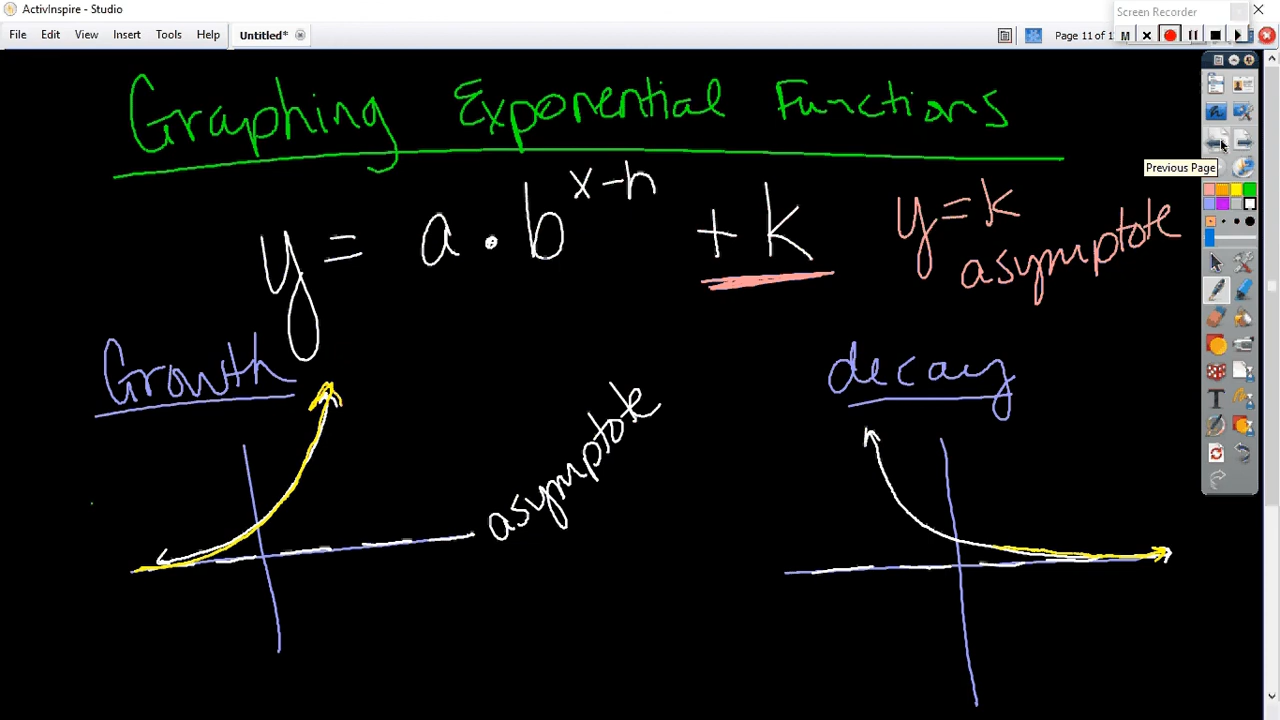 ActivInspire - Studio
Screen Recorder
File Edit View Insert Tools Help Untitled*
Page 11 of 1
Previous Page
Graphing Exponential Functions
y = a · b^{x-h} + k
y = k
asymptote
Growth
decay
asymptote